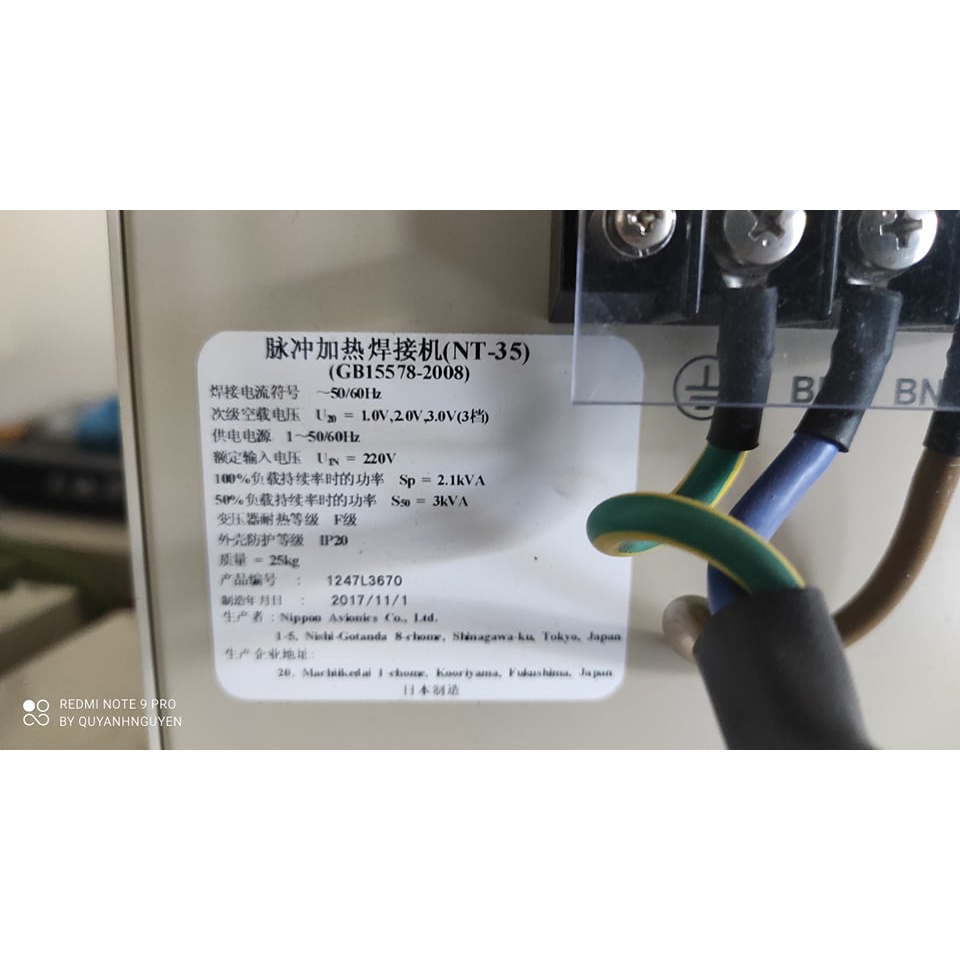 脉冲加热焊接机(NT-35)
(GB15578-2008)
焊接电流符号 ～50/60Hz
次级空载电压 U₂₀ = 1.0V,2.0V,3.0V(3档)
供电电源 1～50/60Hz
额定输入电压 U_IN = 220V
100%负载持续率时的功率 Sp = 2.1kVA
50%负载持续率时的功率 S₅₀ = 3kVA
变压器耐热等级 F级
外壳防护等级 IP20
质量 = 25kg
产品编号 : 1247L3670
制造年月日 : 2017/11/1
生产者 : Nippon Avionics Co., Ltd.
1-5, Nishi-Gotanda 8-chome, Shinagawa-ku, Tokyo, Japan
生产企业地址:
20, Machiikedai 1-chome, Kooriyama, Fukushima, Japan
日本制造
BN
REDMI NOTE 9 PRO
BY QUYANHNGUYEN